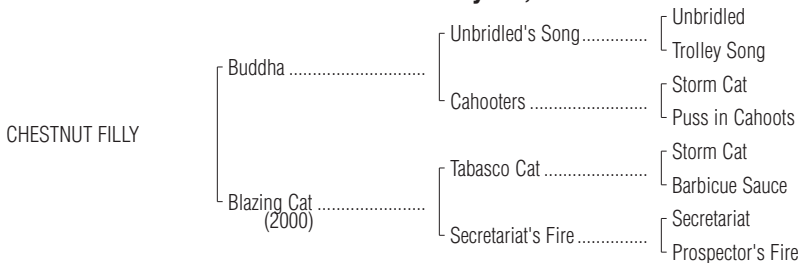 Unbridled
Unbridled's Song..............
Trolley Song
Buddha .............................
Storm Cat
Cahooters .........................
Puss in Cahoots
CHESTNUT FILLY
Storm Cat
Tabasco Cat ......................
Barbicue Sauce
Blazing Cat .......................
(2000)
Secretariat
Secretariat's Fire...............
Prospector's Fire